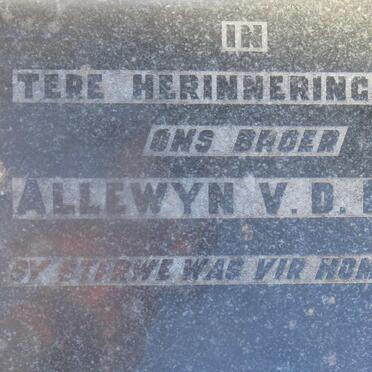 IN
TERE HERINNERING
ONS BROER
ALLEWYN V.D.
SY STERWE WAS VIR HOM